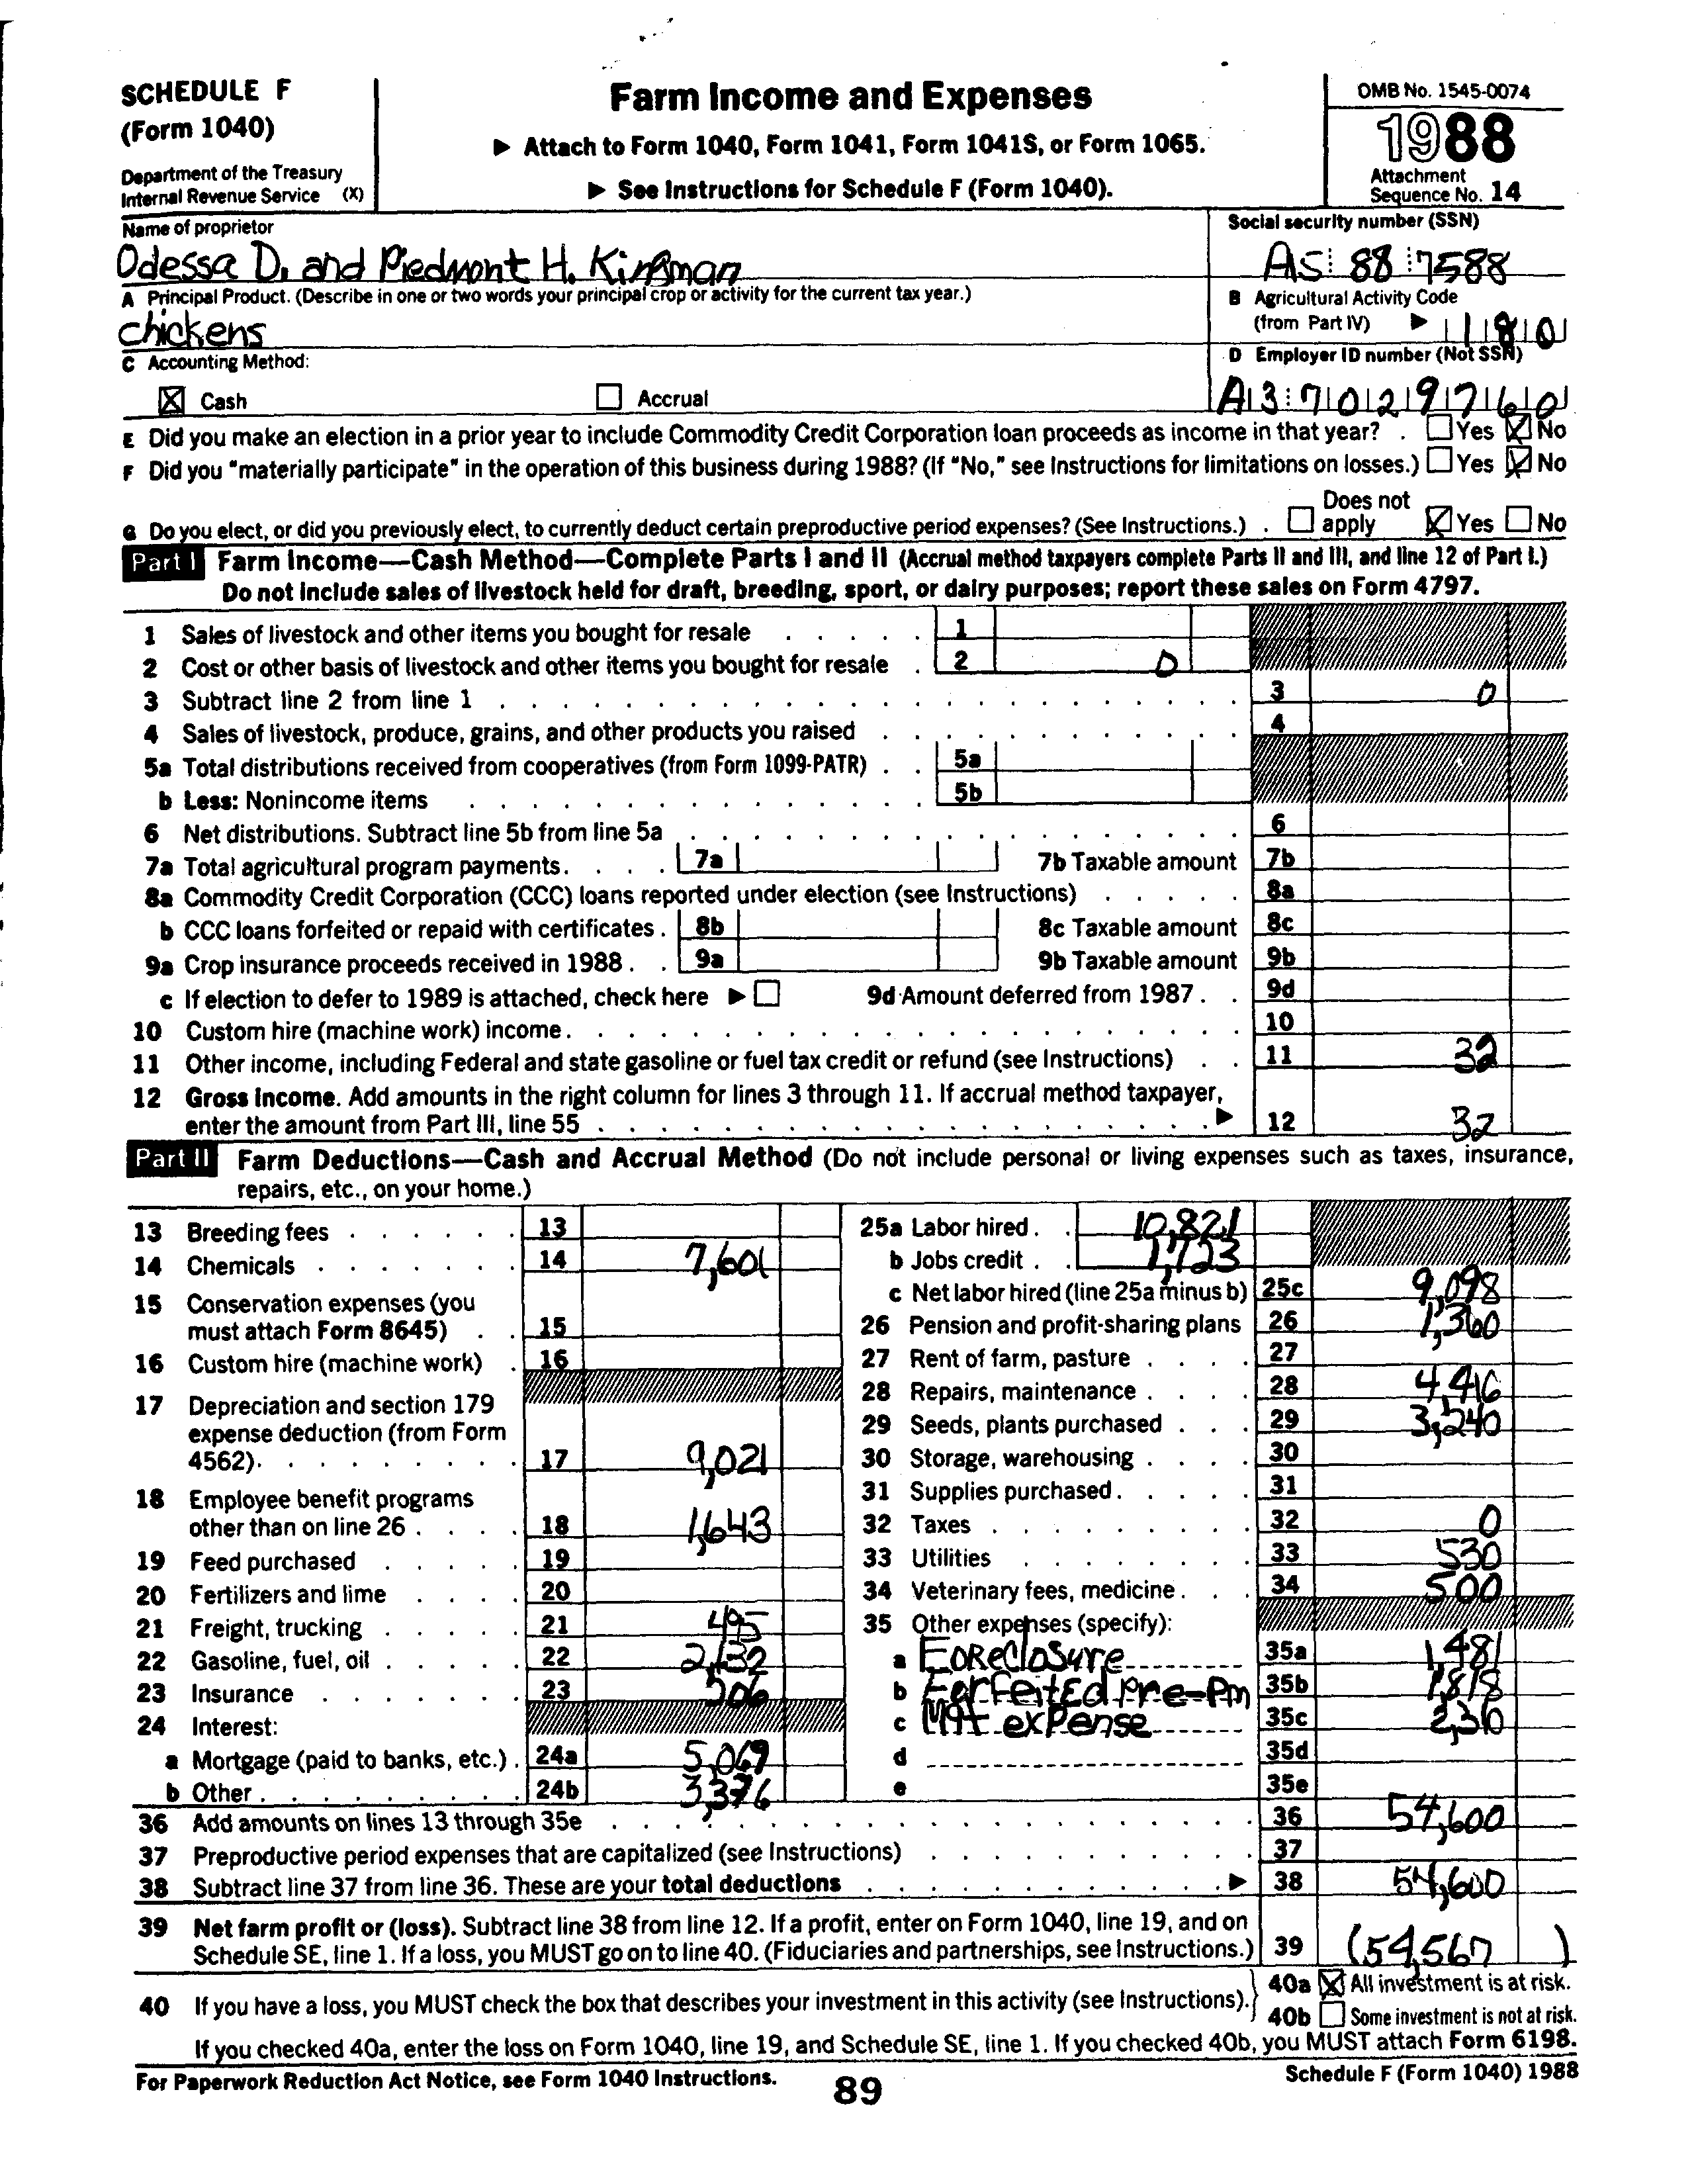 SCHEDULE F
(Form 1040)
Department of the Treasury
Internal Revenue Service (X)
Farm Income and Expenses
▶ Attach to Form 1040, Form 1041, Form 1041S, or Form 1065.
▶ See Instructions for Schedule F (Form 1040).
OMB No. 1545-0074
1988
Attachment
Sequence No. 14
Name of proprietor
Odessa D. and Piedmont H. Kingman
Social security number (SSN)
AS 88 7588
A Principal Product. (Describe in one or two words your principal crop or activity for the current tax year.)
chickens
B Agricultural Activity Code
(from Part IV) ▶ 180
C Accounting Method:
Cash Accrual
D Employer ID number (Not SSN)
A37029760
E Did you make an election in a prior year to include Commodity Credit Corporation loan proceeds as income in that year? . Yes No
F Did you "materially participate" in the operation of this business during 1988? (If "No," see Instructions for limitations on losses.) Yes No
G Do you elect, or did you previously elect, to currently deduct certain preproductive period expenses? (See Instructions.) . Does not apply Yes No
Part I Farm Income—Cash Method—Complete Parts I and II (Accrual method taxpayers complete Parts II and III, and line 12 of Part I.)
Do not include sales of livestock held for draft, breeding, sport, or dairy purposes; report these sales on Form 4797.
1 Sales of livestock and other items you bought for resale 1
2 Cost or other basis of livestock and other items you bought for resale 2 0
3 Subtract line 2 from line 1 3 0
4 Sales of livestock, produce, grains, and other products you raised 4
5a Total distributions received from cooperatives (from Form 1099-PATR) 5a
b Less: Nonincome items 5b
6 Net distributions. Subtract line 5b from line 5a 6
7a Total agricultural program payments. 7a 7b Taxable amount 7b
8a Commodity Credit Corporation (CCC) loans reported under election (see Instructions) 8a
b CCC loans forfeited or repaid with certificates . 8b 8c Taxable amount 8c
9a Crop insurance proceeds received in 1988 . 9a 9b Taxable amount 9b
c If election to defer to 1989 is attached, check here ▶ 9d Amount deferred from 1987 . 9d
10 Custom hire (machine work) income. 10
11 Other income, including Federal and state gasoline or fuel tax credit or refund (see Instructions) 11 32
12 Gross Income. Add amounts in the right column for lines 3 through 11. If accrual method taxpayer,
enter the amount from Part III, line 55 ▶ 12 32
Part II Farm Deductions—Cash and Accrual Method (Do not include personal or living expenses such as taxes, insurance,
repairs, etc., on your home.)
13 Breeding fees 13
14 Chemicals 14 7,601
15 Conservation expenses (you
must attach Form 8645) 15
16 Custom hire (machine work) 16
17 Depreciation and section 179
expense deduction (from Form
4562). 17 9,021
18 Employee benefit programs
other than on line 26 . 18 1,643
19 Feed purchased 19
20 Fertilizers and lime 20
21 Freight, trucking 21 495
22 Gasoline, fuel, oil 22 2,132
23 Insurance 23 506
24 Interest:
a Mortgage (paid to banks, etc.) . 24a 5,069
b Other . 24b 3,376
25a Labor hired . 10,821
b Jobs credit . 1,723
c Net labor hired (line 25a minus b) 25c 9,098
26 Pension and profit-sharing plans 26 1,360
27 Rent of farm, pasture 27
28 Repairs, maintenance 28 4,416
29 Seeds, plants purchased 29 3,240
30 Storage, warehousing 30
31 Supplies purchased 31
32 Taxes 32 0
33 Utilities 33 530
34 Veterinary fees, medicine . 34 500
35 Other expenses (specify):
a Foreclosure 35a 1,481
b Forfeited Pre-Pm 35b 1,818
c Mgt expense 35c 2,310
d 35d
e 35e
36 Add amounts on lines 13 through 35e 36 54,600
37 Preproductive period expenses that are capitalized (see Instructions) 37
38 Subtract line 37 from line 36. These are your total deductions ▶ 38 54,600
39 Net farm profit or (loss). Subtract line 38 from line 12. If a profit, enter on Form 1040, line 19, and on
Schedule SE, line 1. If a loss, you MUST go on to line 40. (Fiduciaries and partnerships, see Instructions.) 39 (54,567)
40 If you have a loss, you MUST check the box that describes your investment in this activity (see Instructions).
40a All investment is at risk.
40b Some investment is not at risk.
If you checked 40a, enter the loss on Form 1040, line 19, and Schedule SE, line 1. If you checked 40b, you MUST attach Form 6198.
For Paperwork Reduction Act Notice, see Form 1040 Instructions.
89
Schedule F (Form 1040) 1988